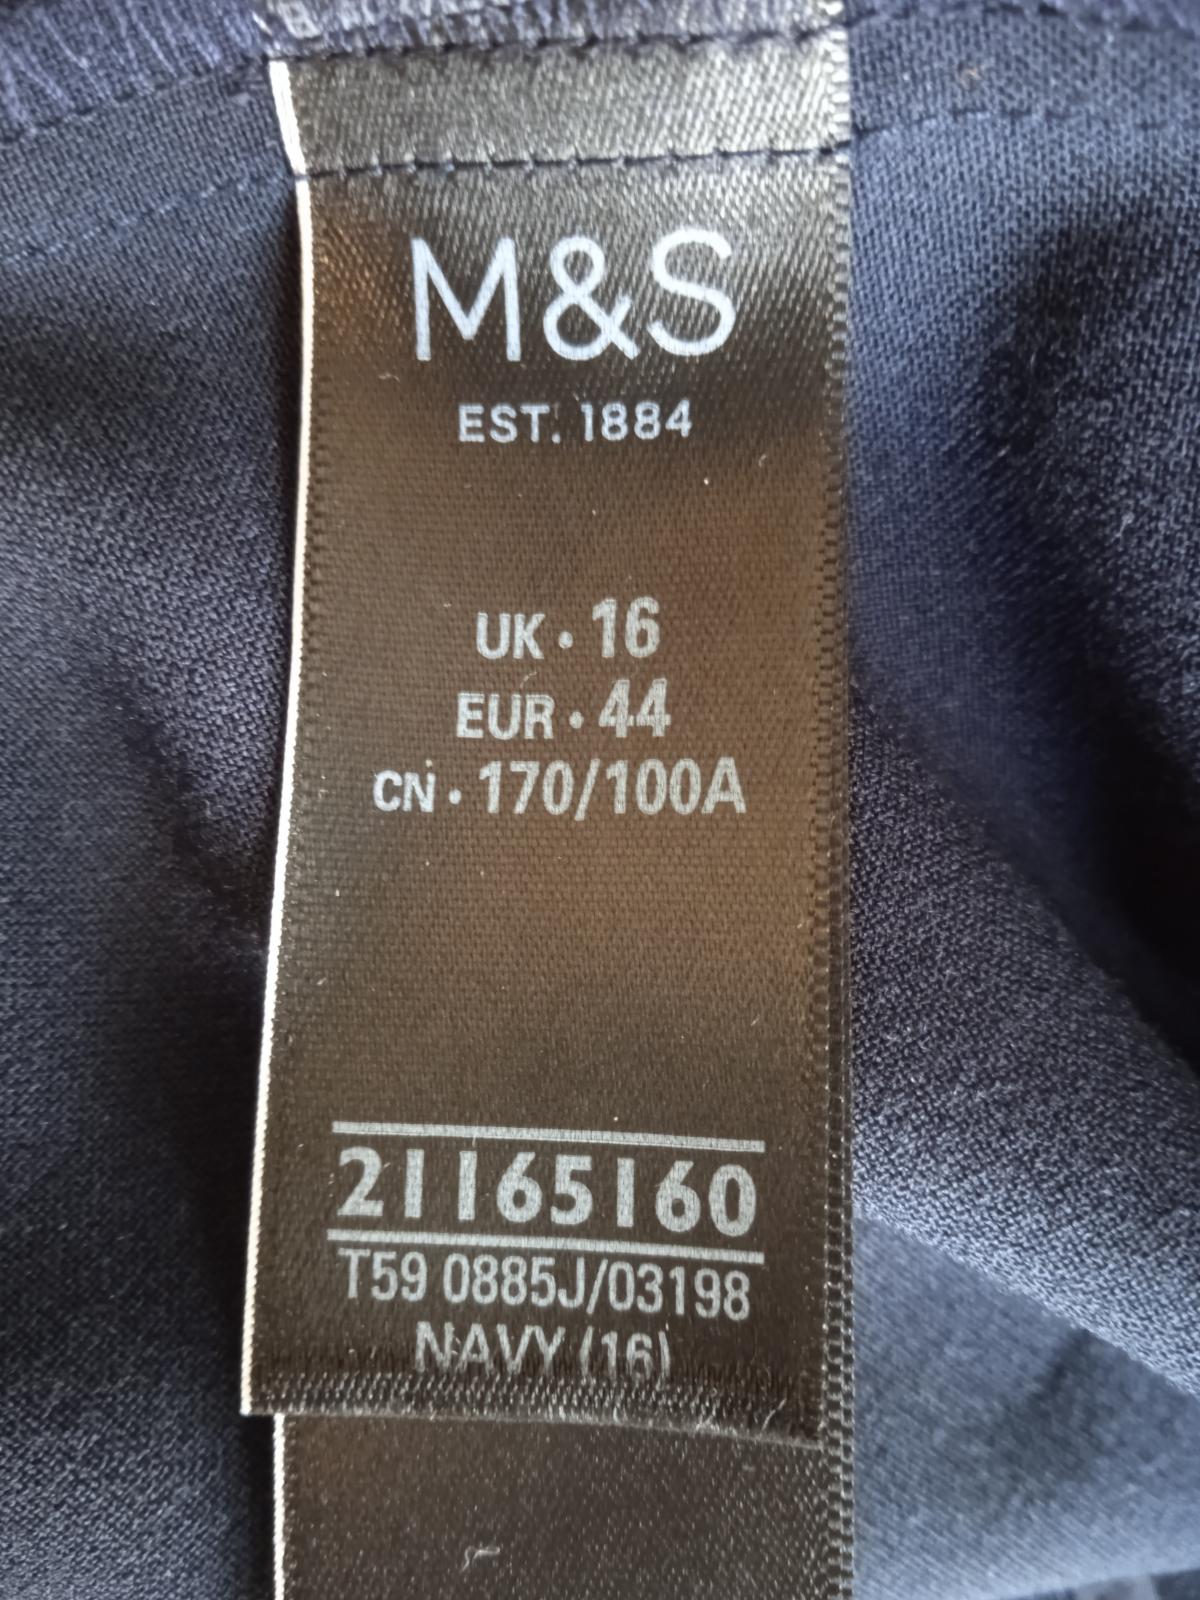 M&S
EST. 1884
UK · 16
EUR · 44
CN · 170/100A
21165160
T59 0885J/03198
NAVY (16)